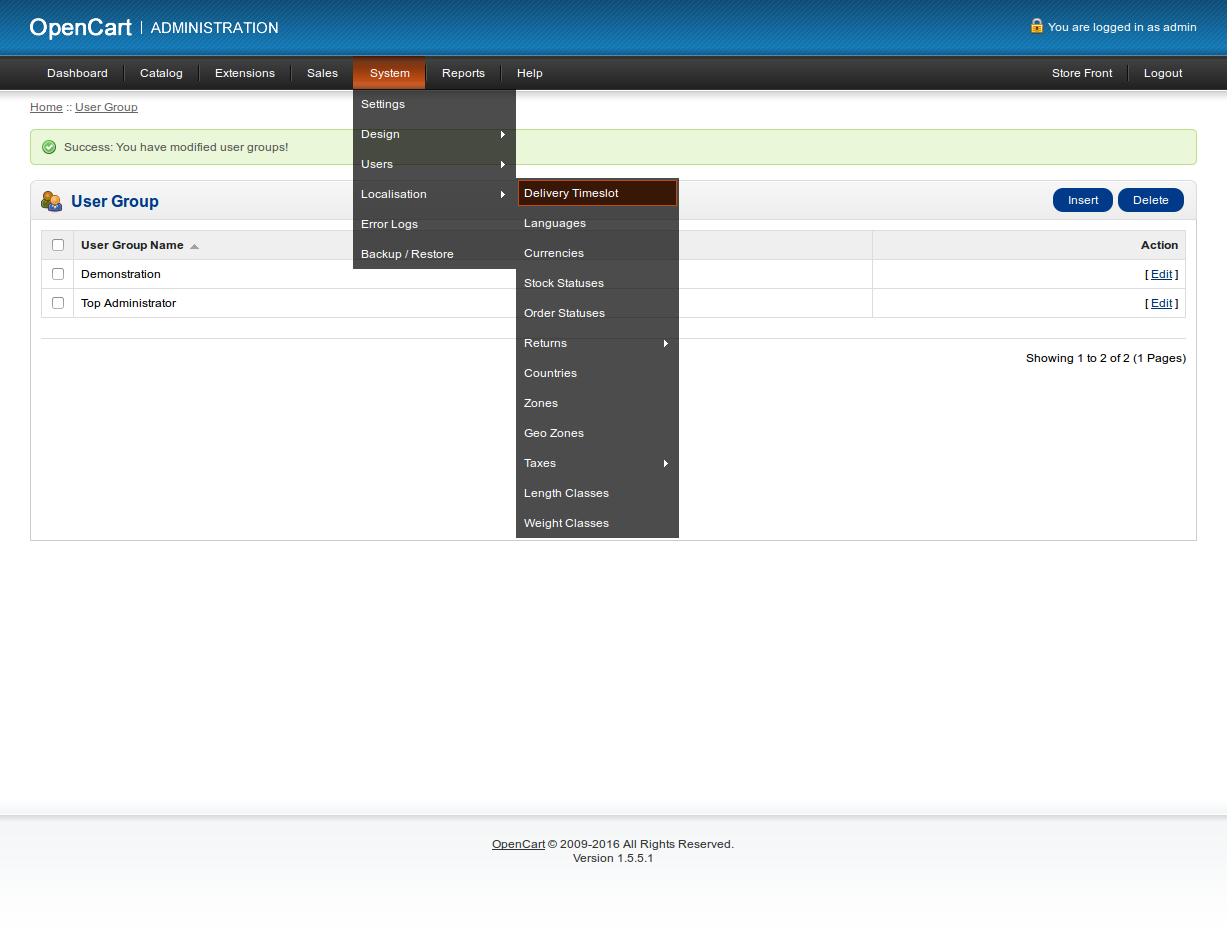 OpenCart | ADMINISTRATION
You are logged in as admin
Dashboard Catalog Extensions Sales System Reports Help Store Front Logout
Home :: User Group
Settings
Design
Users
Localisation
Error Logs
Backup / Restore
Success: You have modified user groups!
User Group
Insert Delete
Delivery Timeslot
Languages
Currencies
Stock Statuses
Order Statuses
Returns
Countries
Zones
Geo Zones
Taxes
Length Classes
Weight Classes
User Group Name Action
Demonstration [ Edit ]
Top Administrator [ Edit ]
Showing 1 to 2 of 2 (1 Pages)
OpenCart © 2009-2016 All Rights Reserved.
Version 1.5.5.1